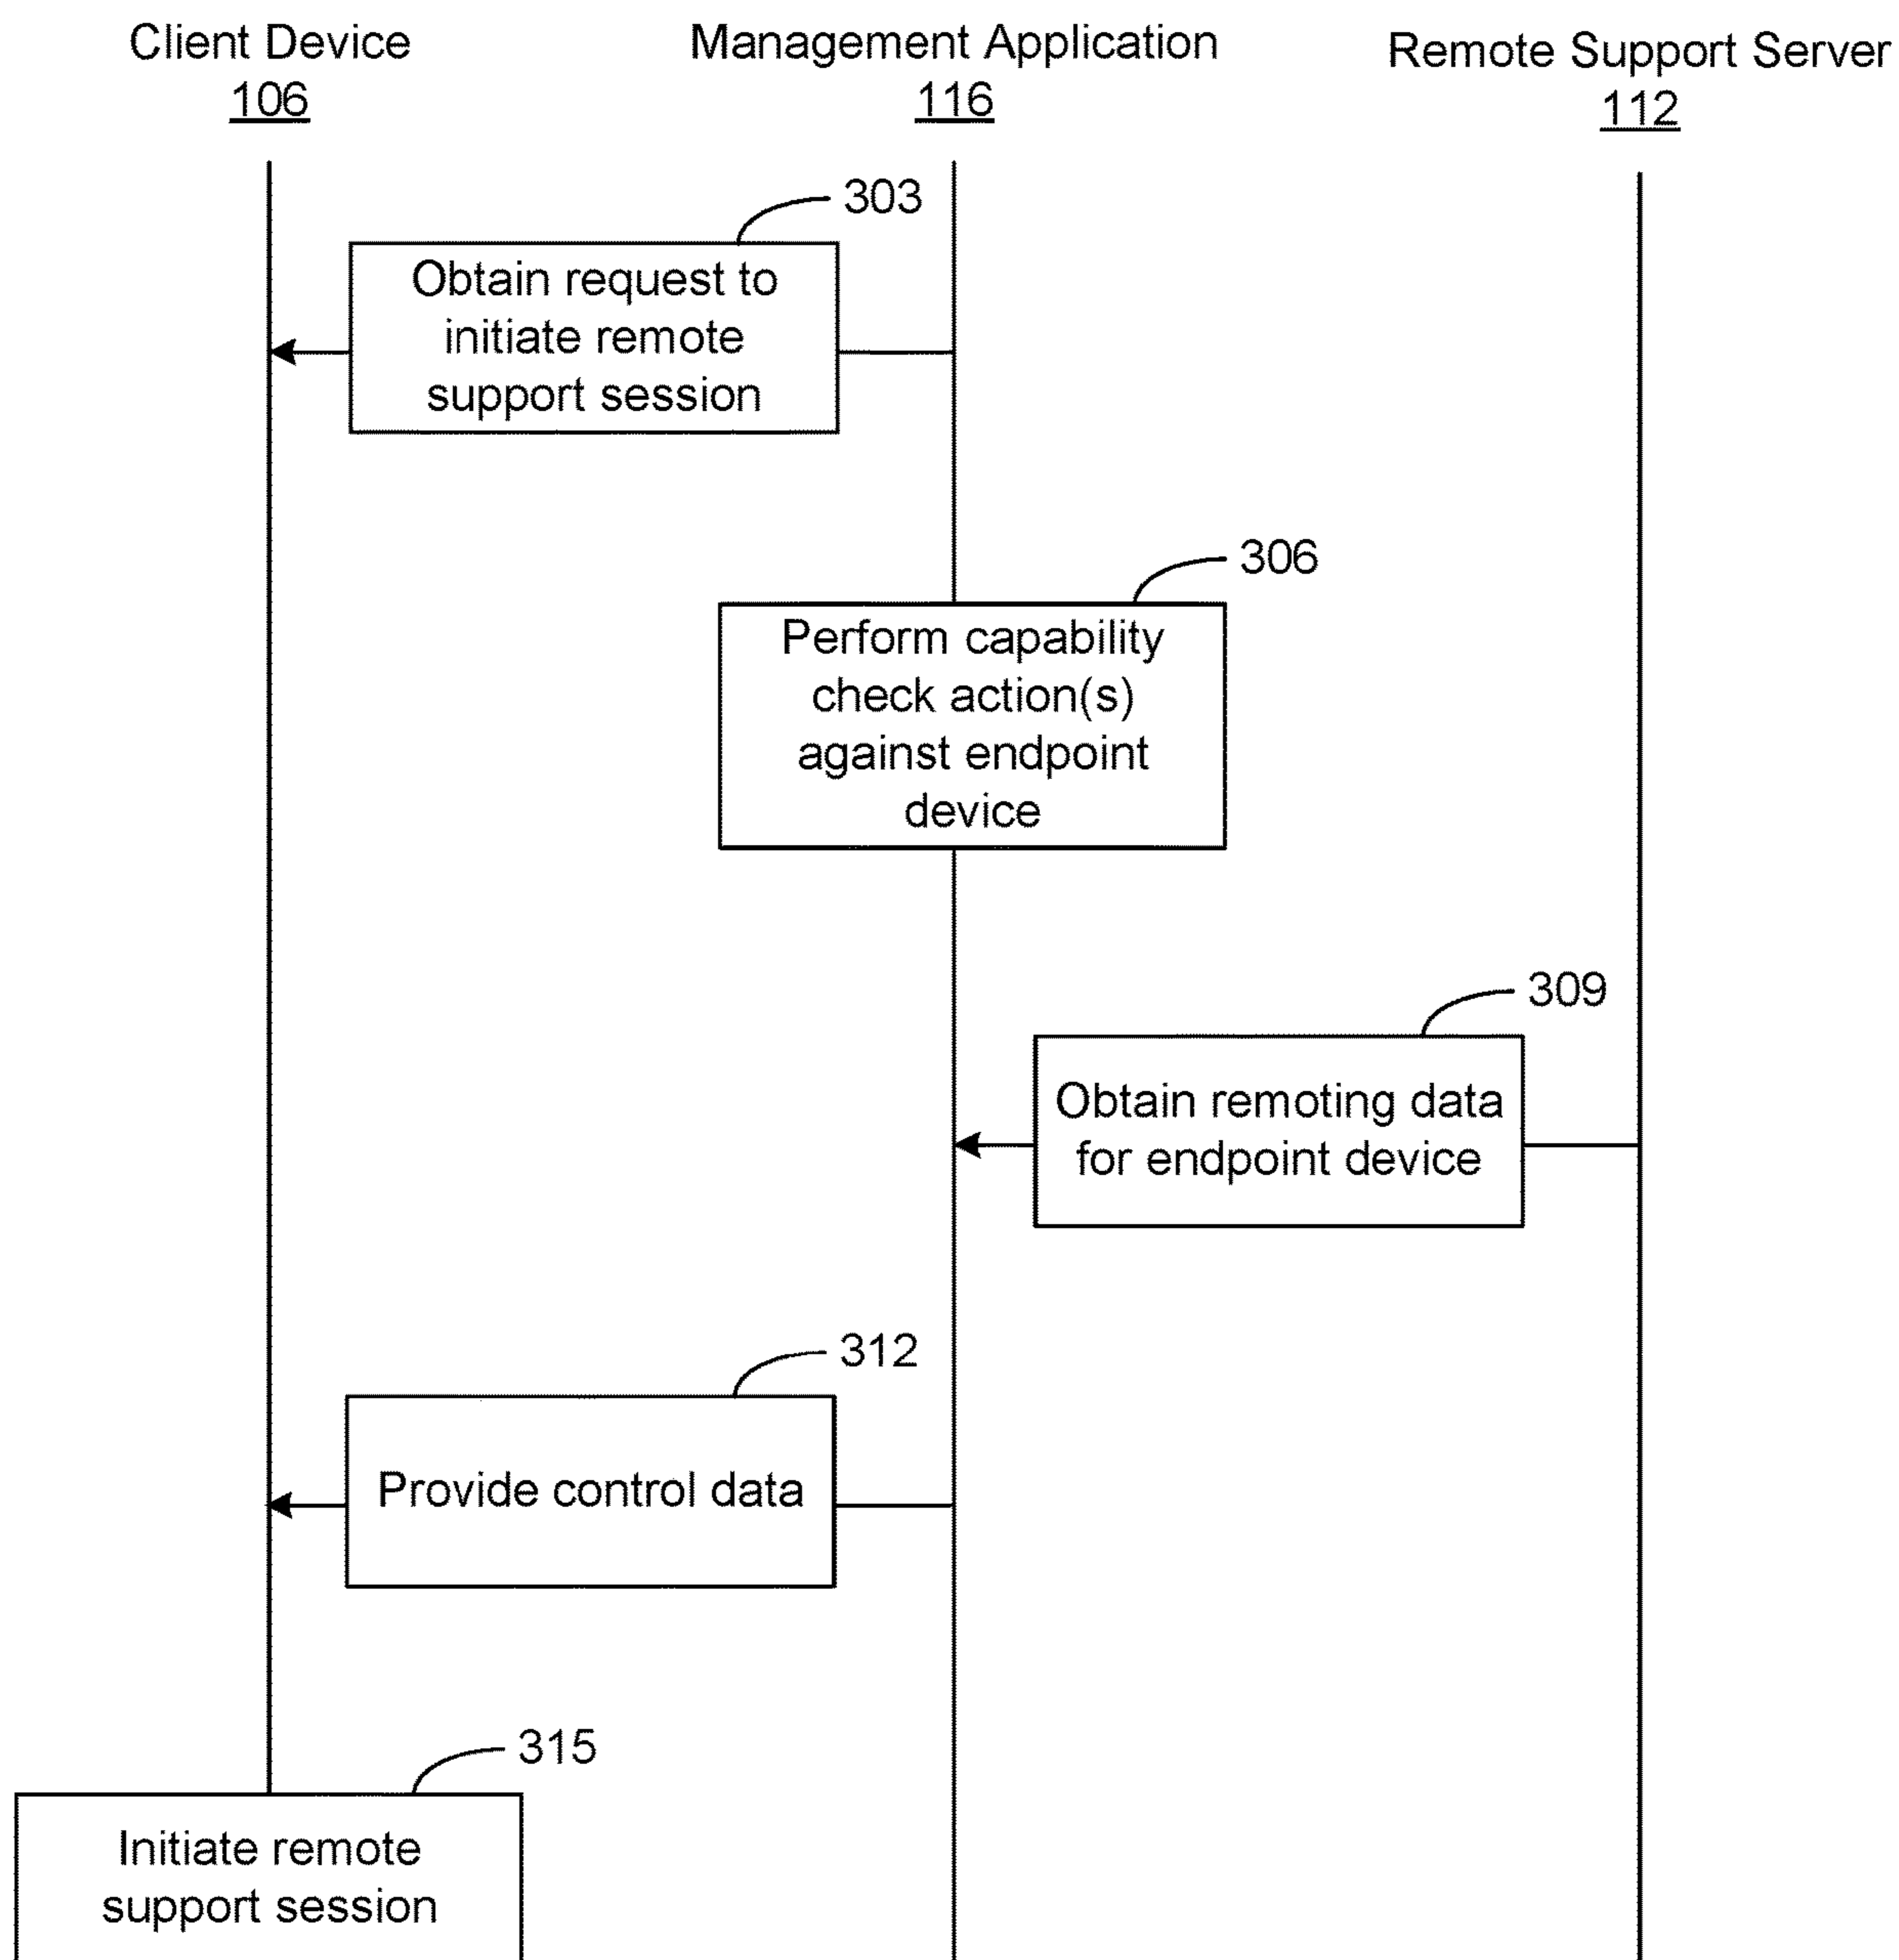 Client Device
106
Management Application
116
Remote Support Server
112
303
Obtain request to
initiate remote
support session
306
Perform capability
check action(s)
against endpoint
device
309
Obtain remoting data
for endpoint device
312
Provide control data
315
Initiate remote
support session